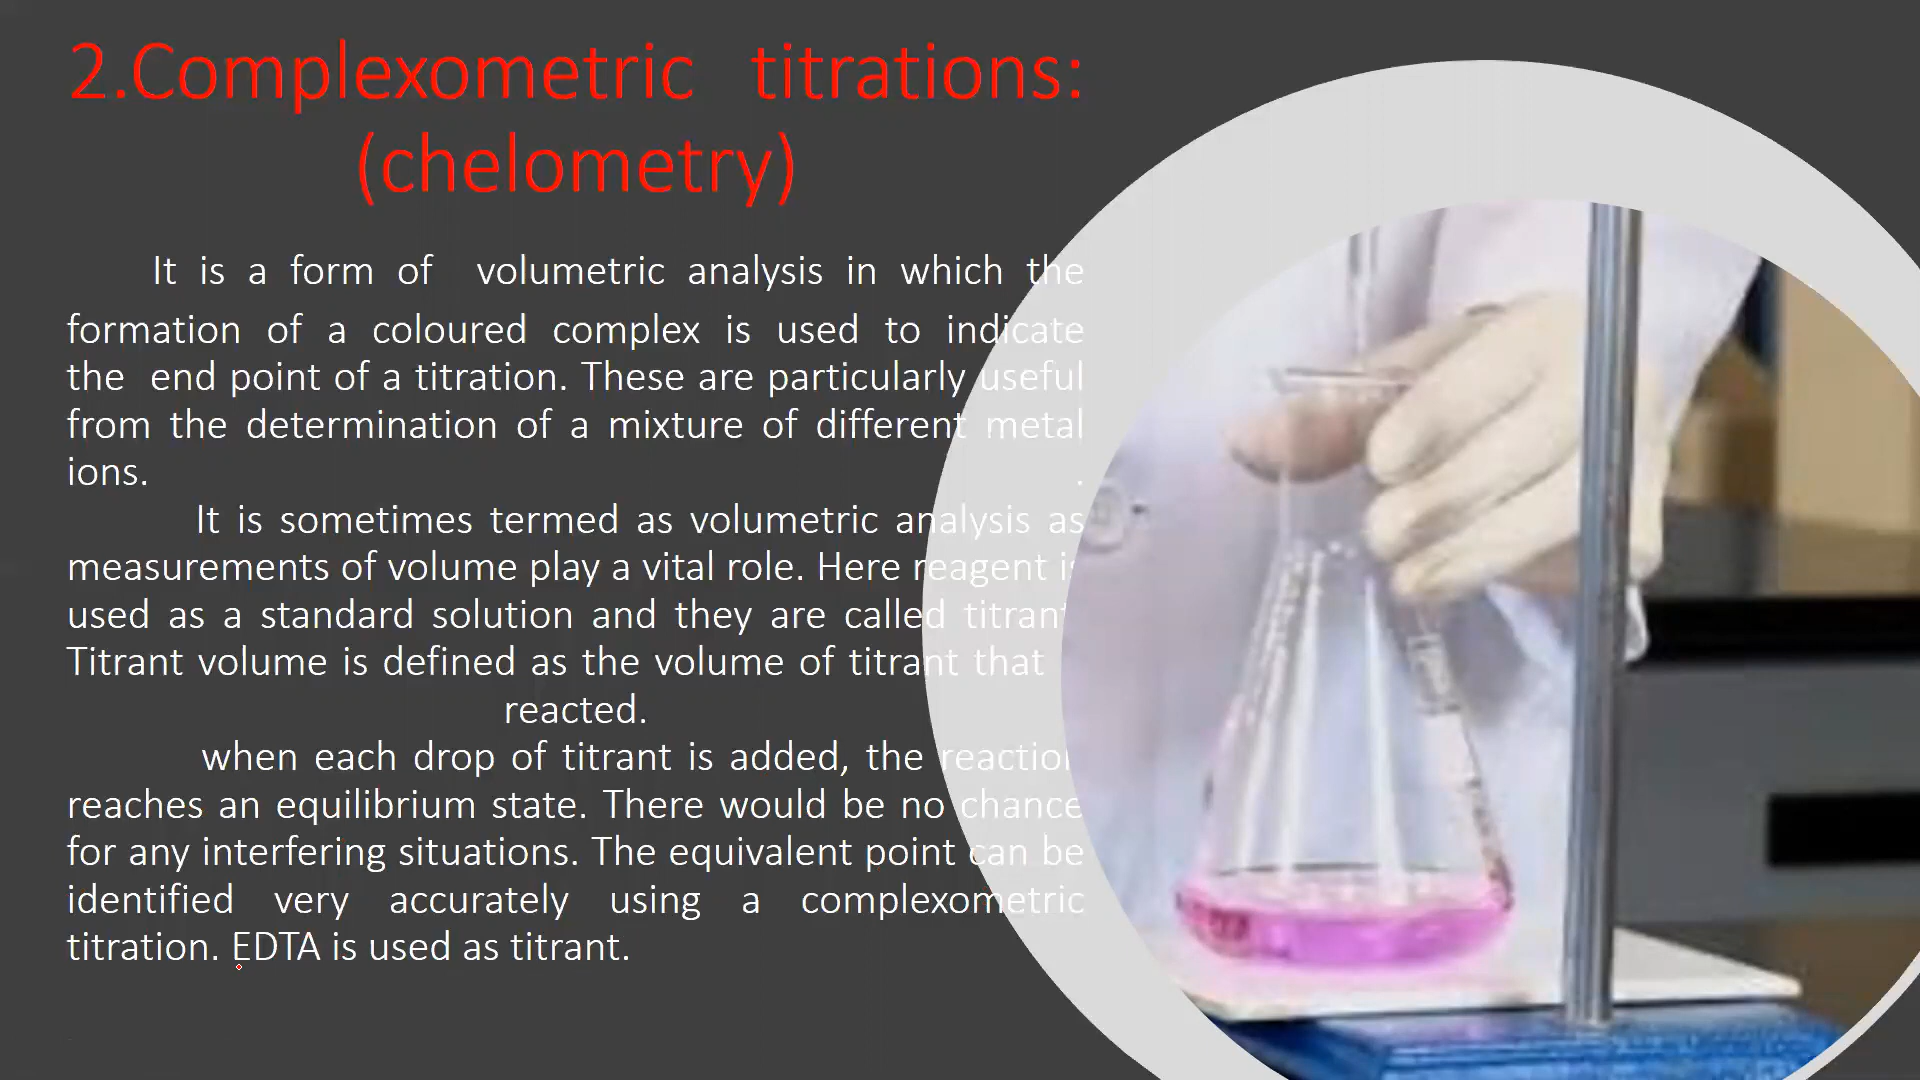 2.Complexometric titrations:
(chelometry)
It is a form of volumetric analysis in which the
formation of a coloured complex is used to indicate
the end point of a titration. These are particularly useful
from the determination of a mixture of different metal
ions. .
It is sometimes termed as volumetric analysis as
measurements of volume play a vital role. Here reagent is
used as a standard solution and they are called titrant.
Titrant volume is defined as the volume of titrant that
reacted.
when each drop of titrant is added, the reaction
reaches an equilibrium state. There would be no chance
for any interfering situations. The equivalent point can be
identified very accurately using a complexometric
titration. EDTA is used as titrant.